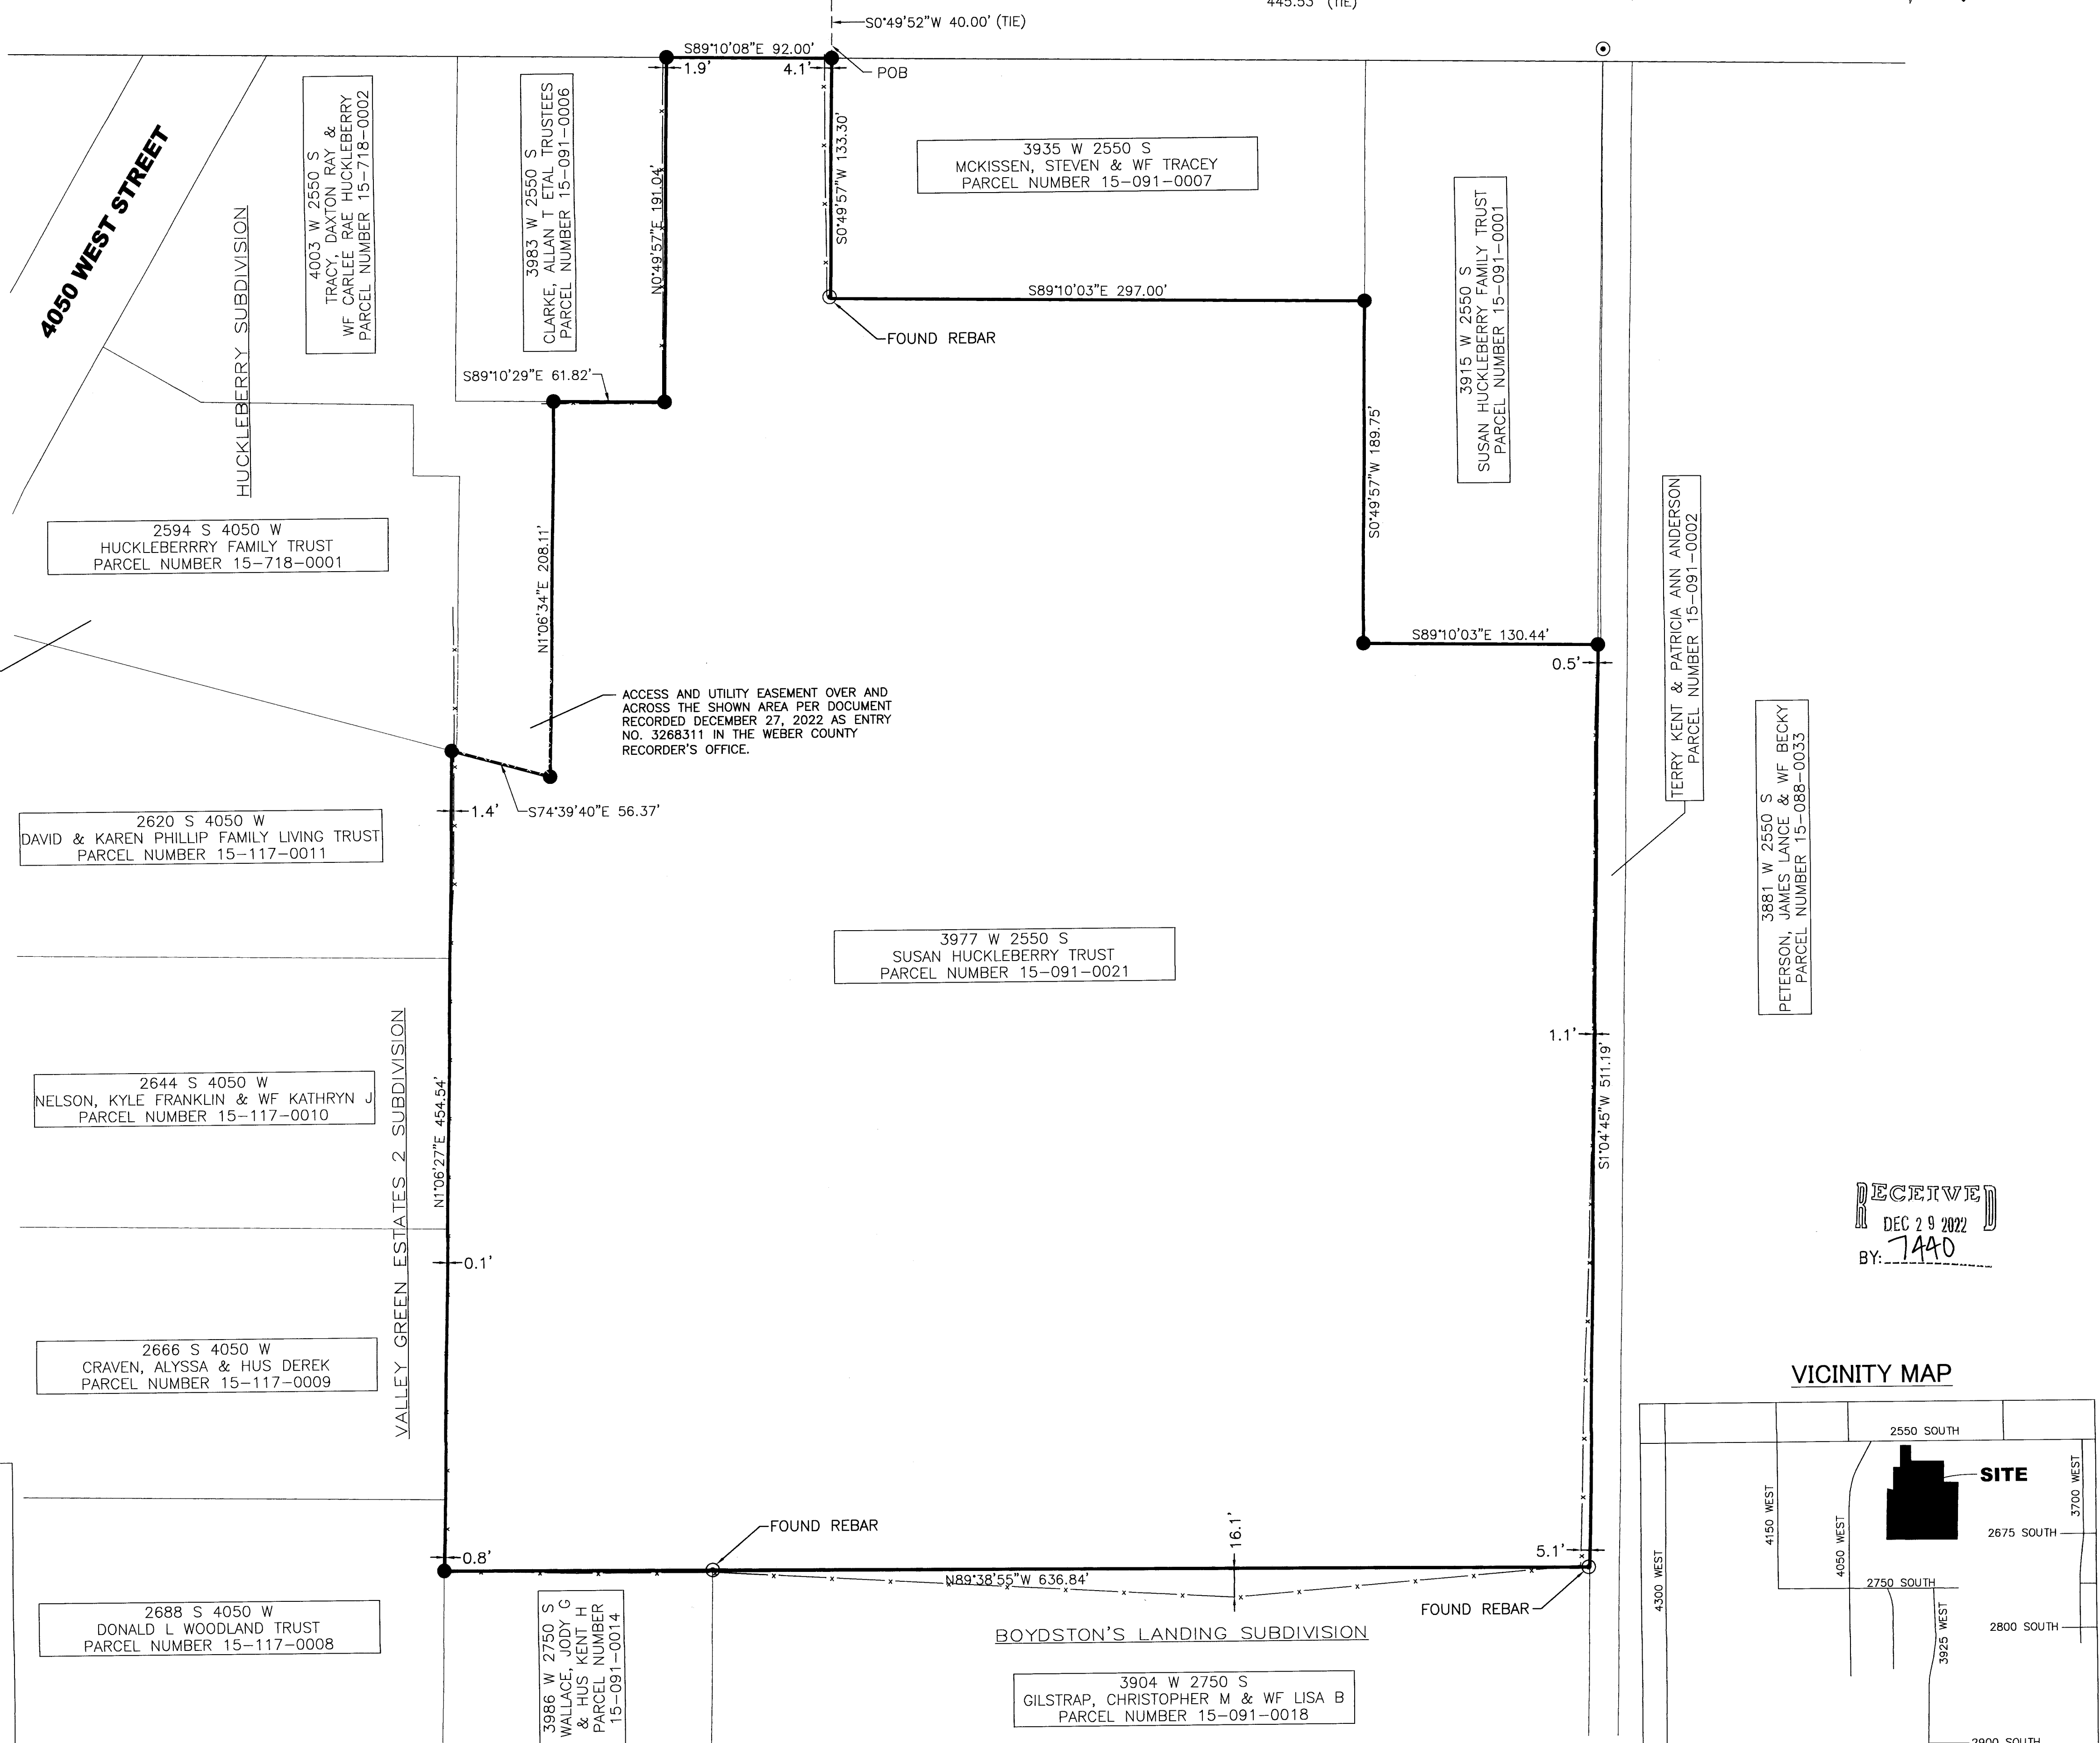 445.53' (TIE)
S0°49'52"W 40.00' (TIE)
S89°10'08"E 92.00'
1.9'
4.1'
POB
4050 WEST STREET
HUCKLEBERRY SUBDIVISION
4003 W 2550 S
TRACY, DAXTON RAY &
WF CARLEE RAE HUCKLEBERRY
PARCEL NUMBER 15-718-0002
3983 W 2550 S
CLARKE, ALLAN T ETAL TRUSTEES
PARCEL NUMBER 15-091-0006
N0°49'57"E 191.04'
S0°49'57"W 133.30'
3935 W 2550 S
MCKISSEN, STEVEN & WF TRACEY
PARCEL NUMBER 15-091-0007
3915 W 2550 S
SUSAN HUCKLEBERRY FAMILY TRUST
PARCEL NUMBER 15-091-0001
S89°10'03"E 297.00'
FOUND REBAR
S89°10'29"E 61.82'
S0°49'57"W 189.75'
2594 S 4050 W
HUCKLEBERRRY FAMILY TRUST
PARCEL NUMBER 15-718-0001
N1°06'34"E 208.11'
TERRY KENT & PATRICIA ANN ANDERSON
PARCEL NUMBER 15-091-0002
S89°10'03"E 130.44'
0.5'
ACCESS AND UTILITY EASEMENT OVER AND
ACROSS THE SHOWN AREA PER DOCUMENT
RECORDED DECEMBER 27, 2022 AS ENTRY
NO. 3268311 IN THE WEBER COUNTY
RECORDER'S OFFICE.
3881 W 2550 S
PETERSON, JAMES LANCE & WF BECKY
PARCEL NUMBER 15-088-0033
1.4'
S74°39'40"E 56.37'
2620 S 4050 W
DAVID & KAREN PHILLIP FAMILY LIVING TRUST
PARCEL NUMBER 15-117-0011
3977 W 2550 S
SUSAN HUCKLEBERRY TRUST
PARCEL NUMBER 15-091-0021
VALLEY GREEN ESTATES 2 SUBDIVISION
1.1'
S1°04'45"W 511.19'
2644 S 4050 W
NELSON, KYLE FRANKLIN & WF KATHRYN J
PARCEL NUMBER 15-117-0010
N1°06'27"E 454.54'
RECEIVED
DEC 29 2022
BY: 7440
0.1'
2666 S 4050 W
CRAVEN, ALYSSA & HUS DEREK
PARCEL NUMBER 15-117-0009
VICINITY MAP
2550 SOUTH
SITE
4150 WEST
4050 WEST
3700 WEST
2675 SOUTH
4300 WEST
2750 SOUTH
3925 WEST
2800 SOUTH
2900 SOUTH
FOUND REBAR
16.1'
5.1'
0.8'
N89°38'55"W 636.84'
FOUND REBAR
2688 S 4050 W
DONALD L WOODLAND TRUST
PARCEL NUMBER 15-117-0008
3986 W 2750 S
WALLACE, JODY G
& HUS KENT H
PARCEL NUMBER
15-091-0014
BOYDSTON'S LANDING SUBDIVISION
3904 W 2750 S
GILSTRAP, CHRISTOPHER M & WF LISA B
PARCEL NUMBER 15-091-0018